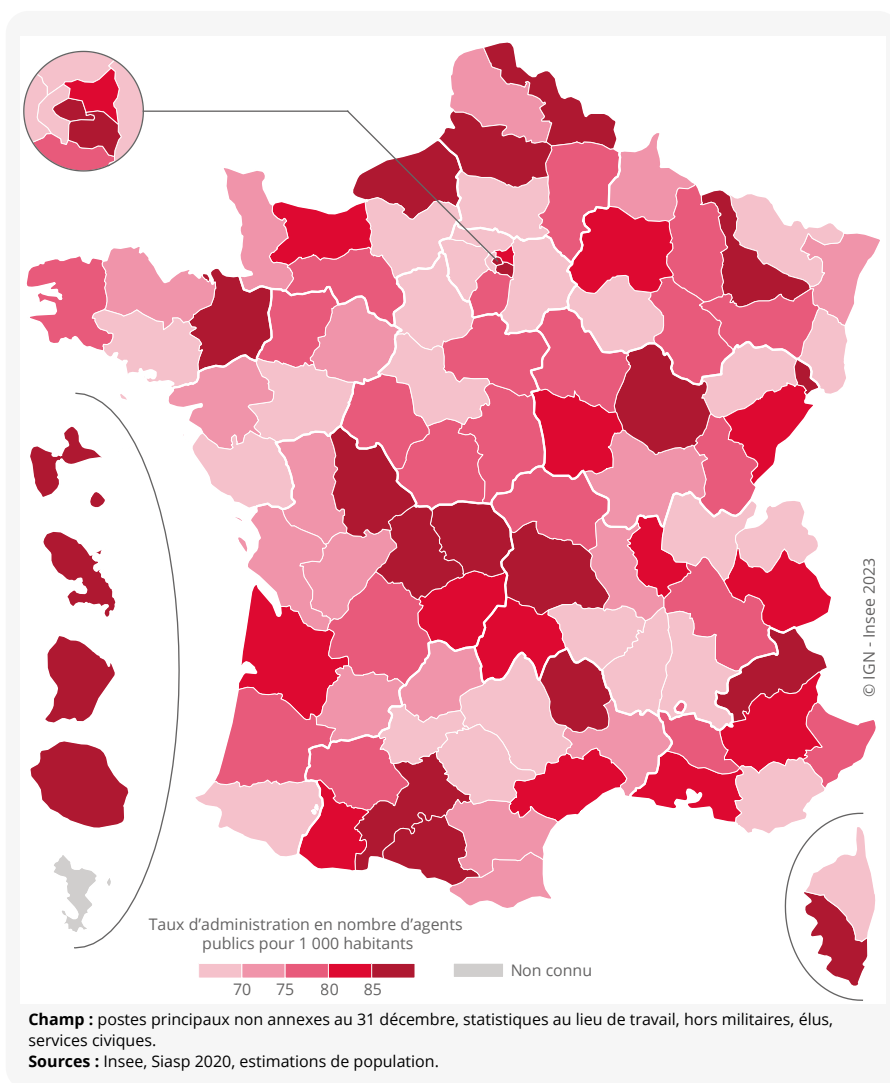 © IGN - Insee 2023
Taux d’administration en nombre d’agents
publics pour 1 000 habitants
70 75 80 85
Non connu
Champ : postes principaux non annexes au 31 décembre, statistiques au lieu de travail, hors militaires, élus,
services civiques.
Sources : Insee, Siasp 2020, estimations de population.